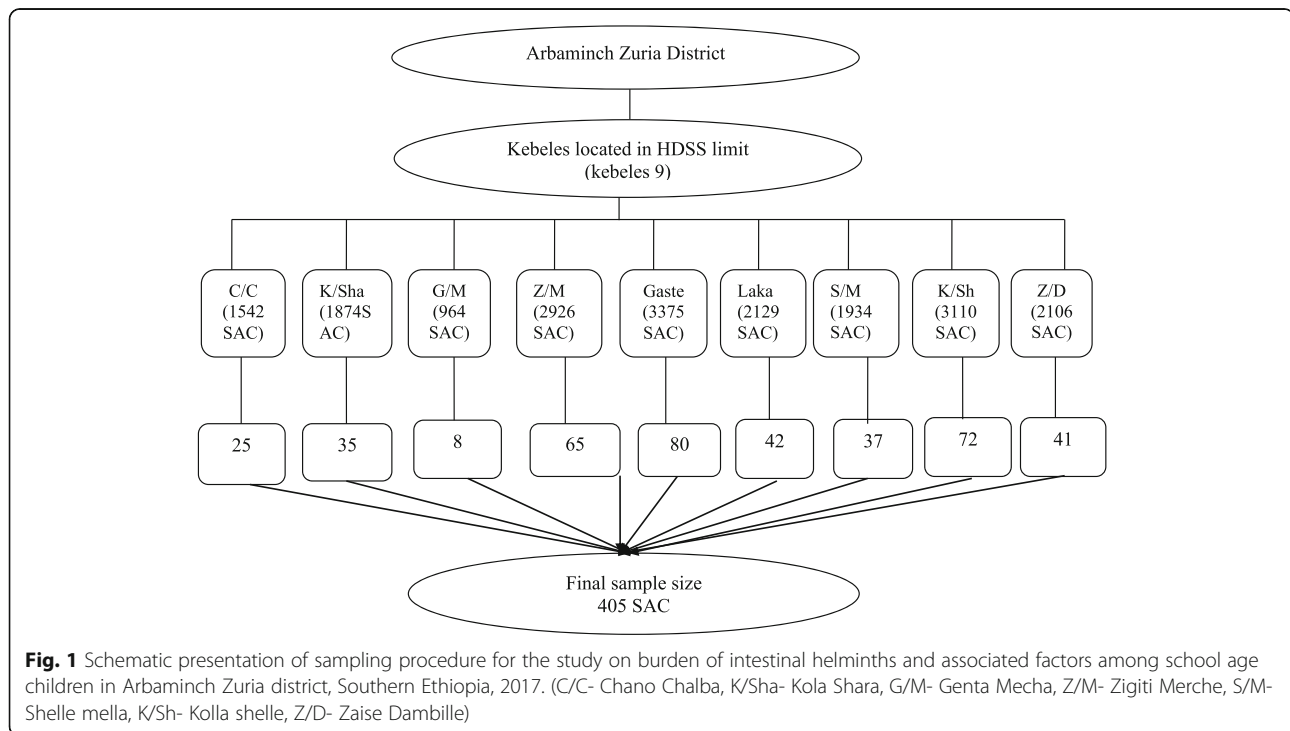 Arbaminch Zuria District
Kebeles located in HDSS limit
(kebeles 9)
C/C
(1542
SAC)
K/Sha
(1874S
AC)
G/M
(964
SAC)
Z/M
(2926
SAC)
Gaste
(3375
SAC)
Laka
(2129
SAC)
S/M
(1934
SAC)
K/Sh
(3110
SAC)
Z/D
(2106
SAC)
25
35
8
65
80
42
37
72
41
Final sample size
405 SAC
Fig. 1 Schematic presentation of sampling procedure for the study on burden of intestinal helminths and associated factors among school age
children in Arbaminch Zuria district, Southern Ethiopia, 2017. (C/C- Chano Chalba, K/Sha- Kola Shara, G/M- Genta Mecha, Z/M- Zigiti Merche, S/M-
Shelle mella, K/Sh- Kolla shelle, Z/D- Zaise Dambille)